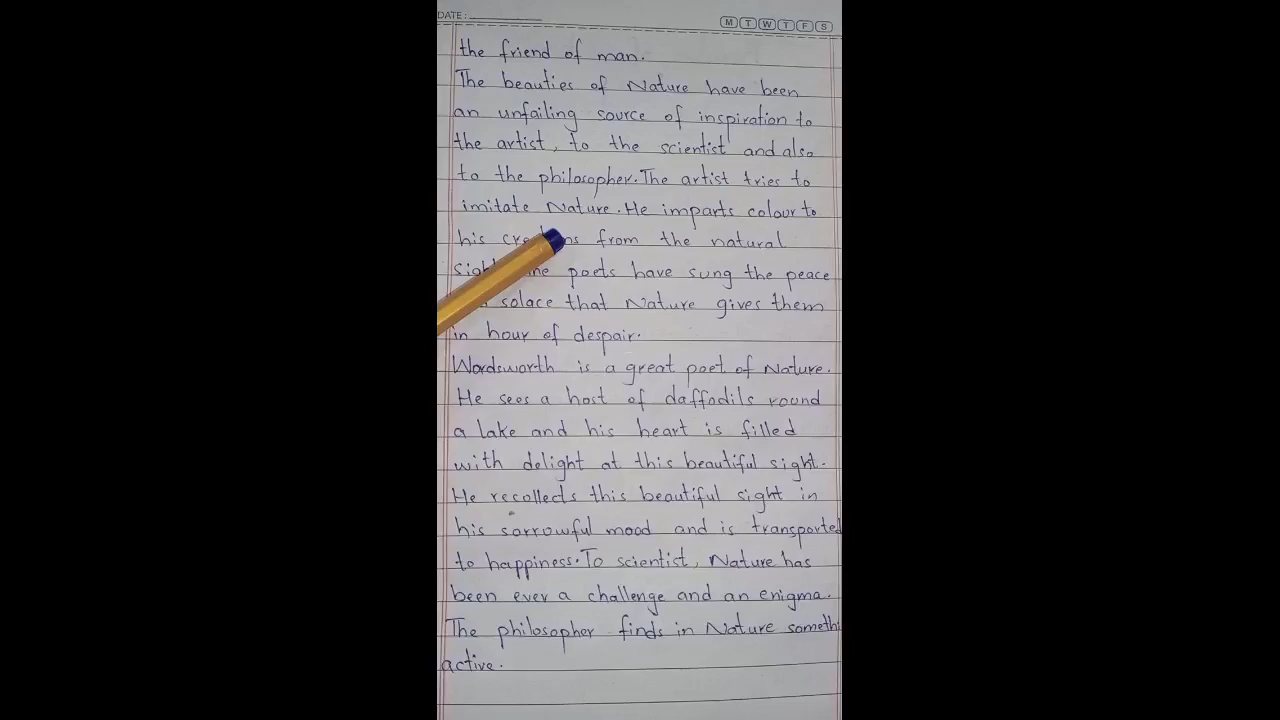 DATE:
M T W T F S
the friend of man.
The beauties of Nature have been
an unfailing source of inspiration to
the artist, to the scientist and also
to the philosopher. The artist tries to
imitate Nature. He imparts colour to
his from the natural
poets have sung the peace
solace that Nature gives them
in hour of despair.
Wordsworth is a great poet of Nature.
He sees a host of daffodils round
a lake and his heart is filled
with delight at this beautiful sight.
He recollects this beautiful sight in
his sorrowful mood and is transported
to happiness. To scientist, Nature has
been ever a challenge and an enigma.
The philosopher finds in Nature somethi
active.